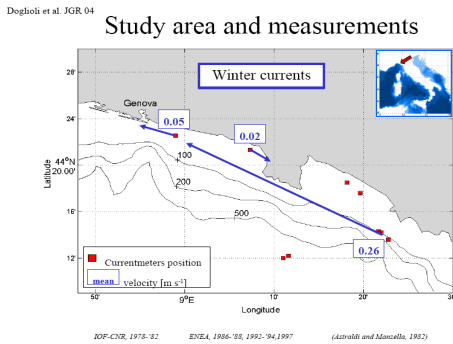 Doglioli et al. JGR 04
Study area and measurements
Winter currents
28'
Genova
0.05
24'
0.02
100
44°N
20.00'
Latitude
200
16'
500
0.26
12'
Currentmeters position
mean velocity [m s-1]
50'
9°E
10'
20'
Longitude
IOF-CNR, 1978-'82
ENEA, 1986-'88, 1992-'94,1997
(Astraldi and Manzella, 1982)